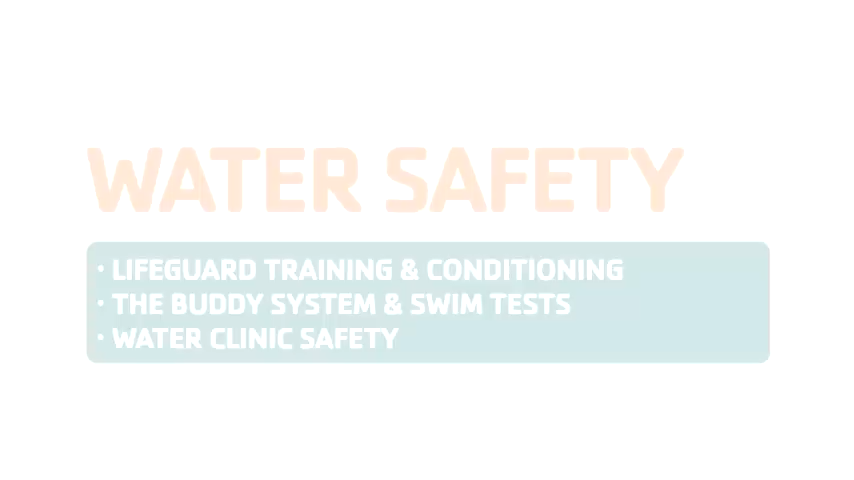 WATER SAFETY
• LIFEGUARD TRAINING & CONDITIONING
• THE BUDDY SYSTEM & SWIM TESTS
• WATER CLINIC SAFETY